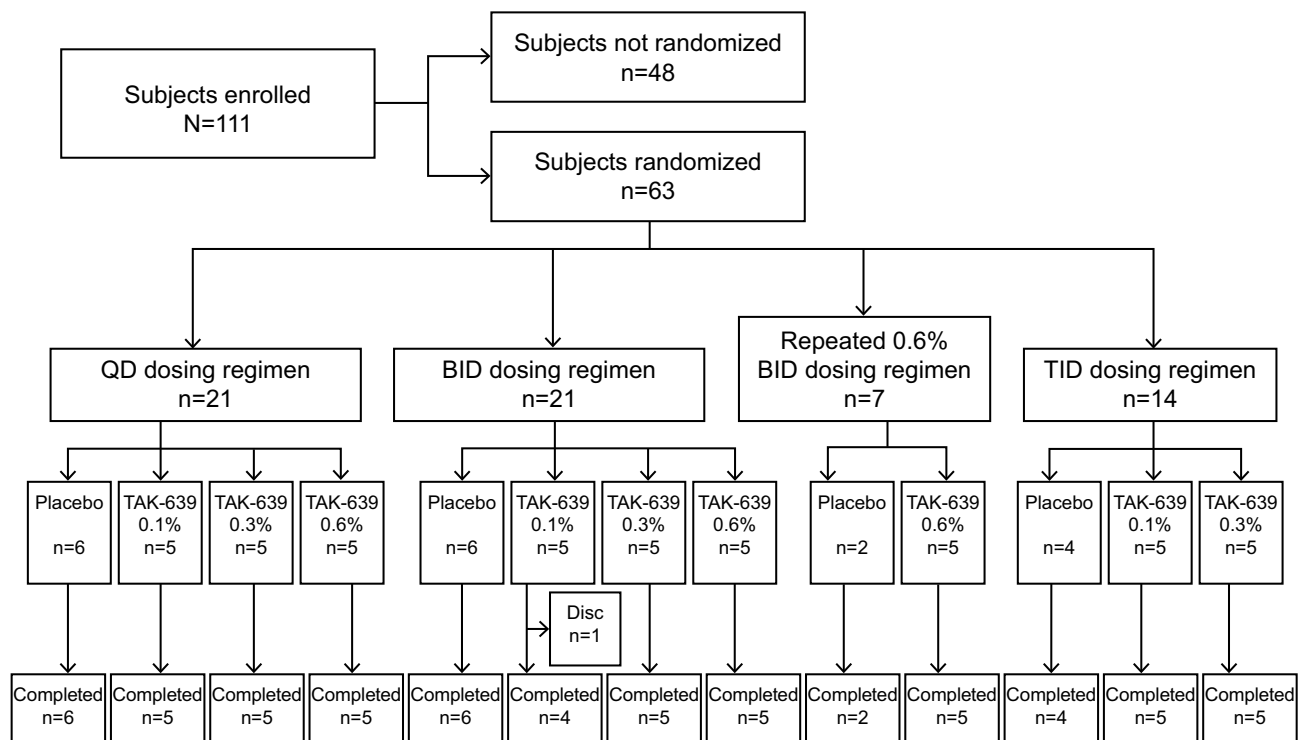 Subjects not randomized
n=48
Subjects enrolled
N=111
Subjects randomized
n=63
QD dosing regimen
n=21
BID dosing regimen
n=21
Repeated 0.6%
BID dosing regimen
n=7
TID dosing regimen
n=14
Placebo
n=6
TAK-639
0.1%
n=5
TAK-639
0.3%
n=5
TAK-639
0.6%
n=5
Placebo
n=6
TAK-639
0.1%
n=5
TAK-639
0.3%
n=5
TAK-639
0.6%
n=5
Placebo
n=2
TAK-639
0.6%
n=5
Placebo
n=4
TAK-639
0.1%
n=5
TAK-639
0.3%
n=5
Disc
n=1
Completed
n=6
Completed
n=5
Completed
n=5
Completed
n=5
Completed
n=6
Completed
n=4
Completed
n=5
Completed
n=5
Completed
n=2
Completed
n=5
Completed
n=4
Completed
n=5
Completed
n=5